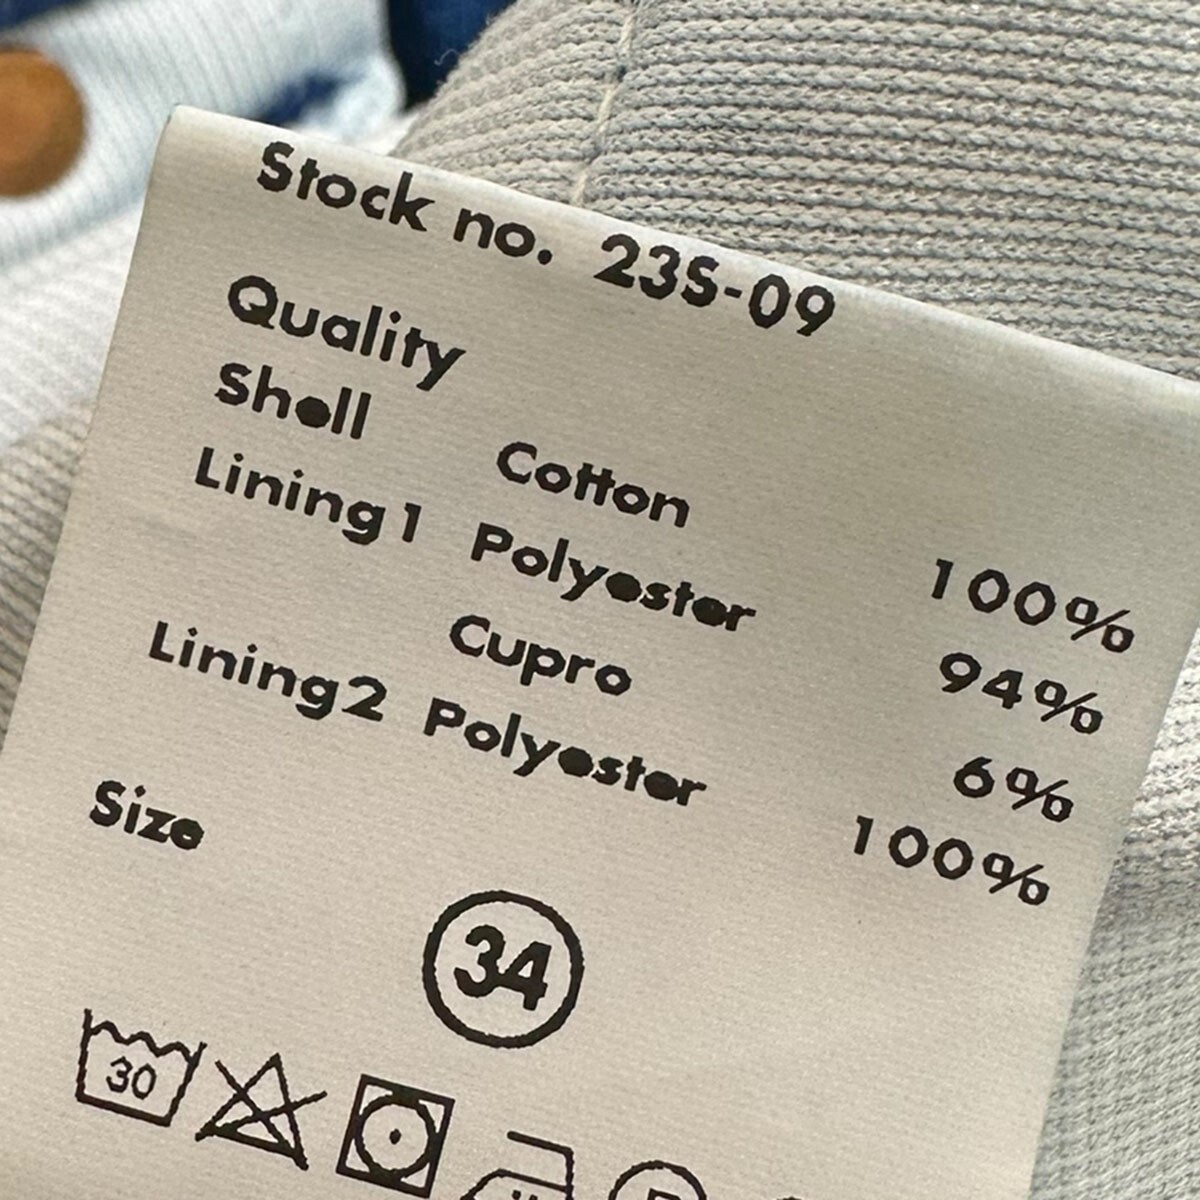 Stock no. 23S-09
Quality
Shell Cotton 100%
Lining1 Polyester 94%
Cupro 6%
Lining2 Polyester 100%
Size
34
30